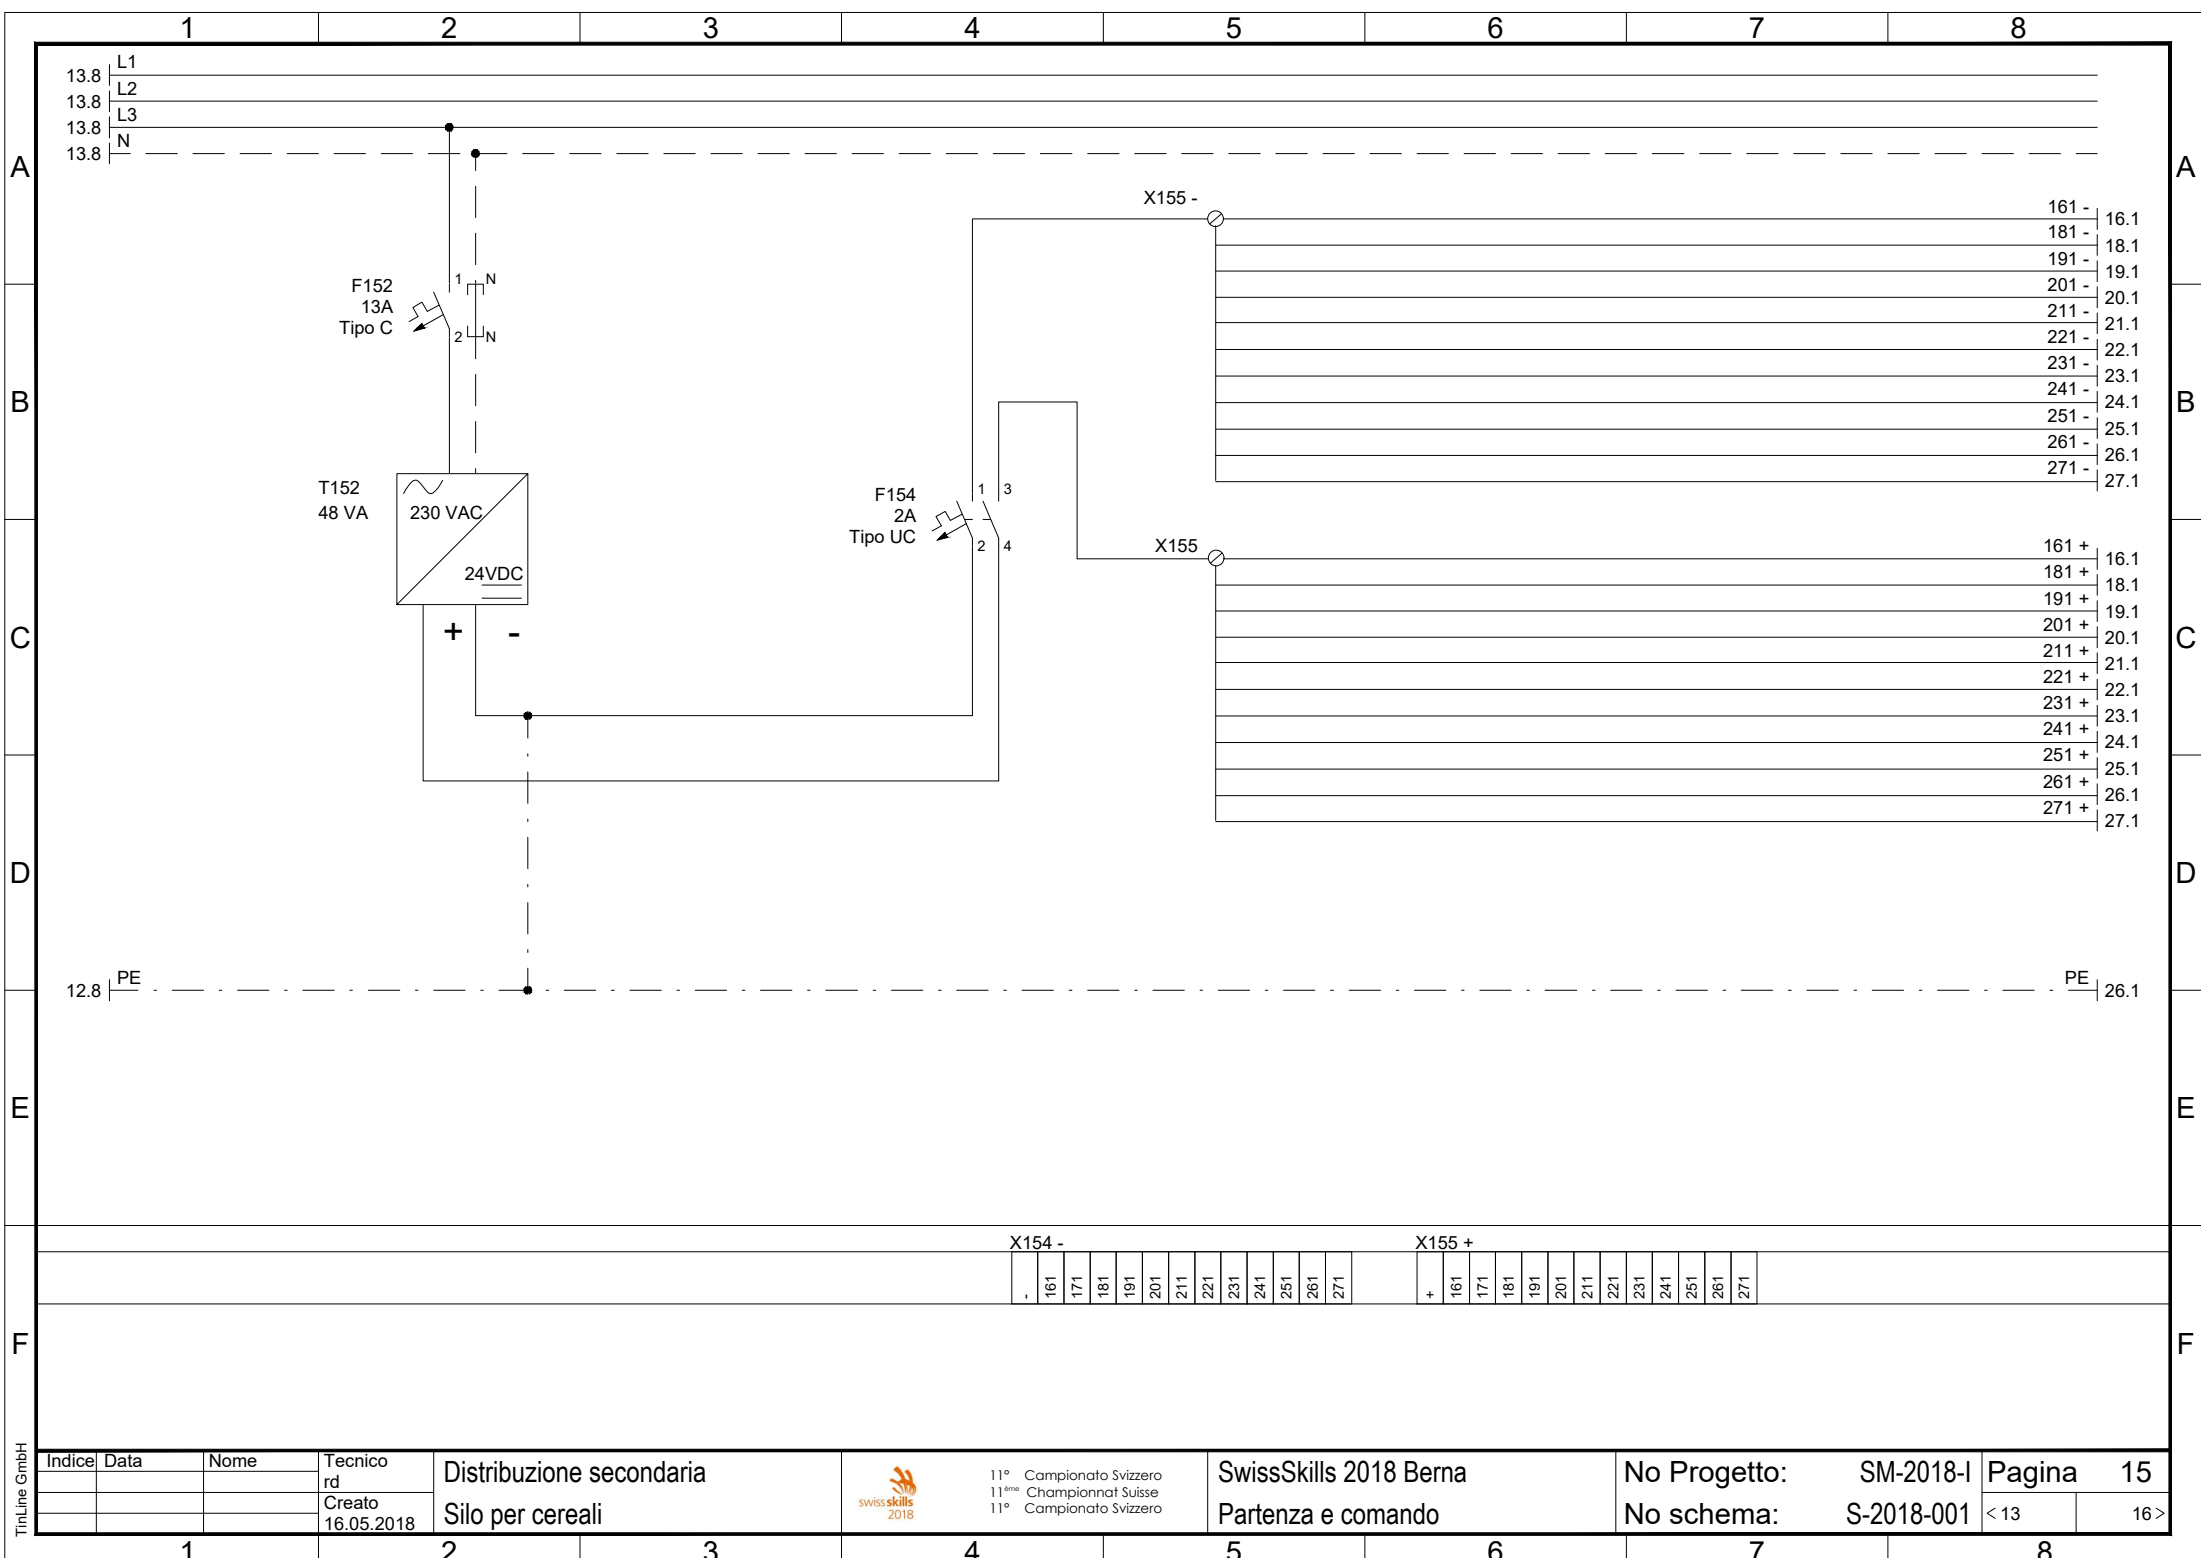 1 2 3 4 5 6 7 8
13.8 L1
13.8 L2
13.8 L3
13.8 N
A A
X155 -
161 - 16.1
181 - 18.1
191 - 19.1
201 - 20.1
211 - 21.1
221 - 22.1
231 - 23.1
241 - 24.1
251 - 25.1
261 - 26.1
271 - 27.1
F152
13A
Tipo C
1 N
2 N
B B
T152
48 VA
230 VAC
24VDC
+ -
F154
2A
Tipo UC
1 3
2 4
X155
161 + 16.1
181 + 18.1
191 + 19.1
201 + 20.1
211 + 21.1
221 + 22.1
231 + 23.1
241 + 24.1
251 + 25.1
261 + 26.1
271 + 27.1
C C
D D
12.8 PE
PE 26.1
E E
X154 -
- 161 171 181 191 201 211 221 231 241 251 261 271
X155 +
+ 161 171 181 191 201 211 221 231 241 251 261 271
F F
TinLine GmbH
Indice Data Nome
Tecnico
rd
Creato
16.05.2018
Distribuzione secondaria
Silo per cereali
swiss skills
2018
11° Campionato Svizzero
11ème Championnat Suisse
11° Campionato Svizzero
SwissSkills 2018 Berna
Partenza e comando
No Progetto: SM-2018-I
No schema: S-2018-001
Pagina 15
< 13 16 >
1 2 3 4 5 6 7 8